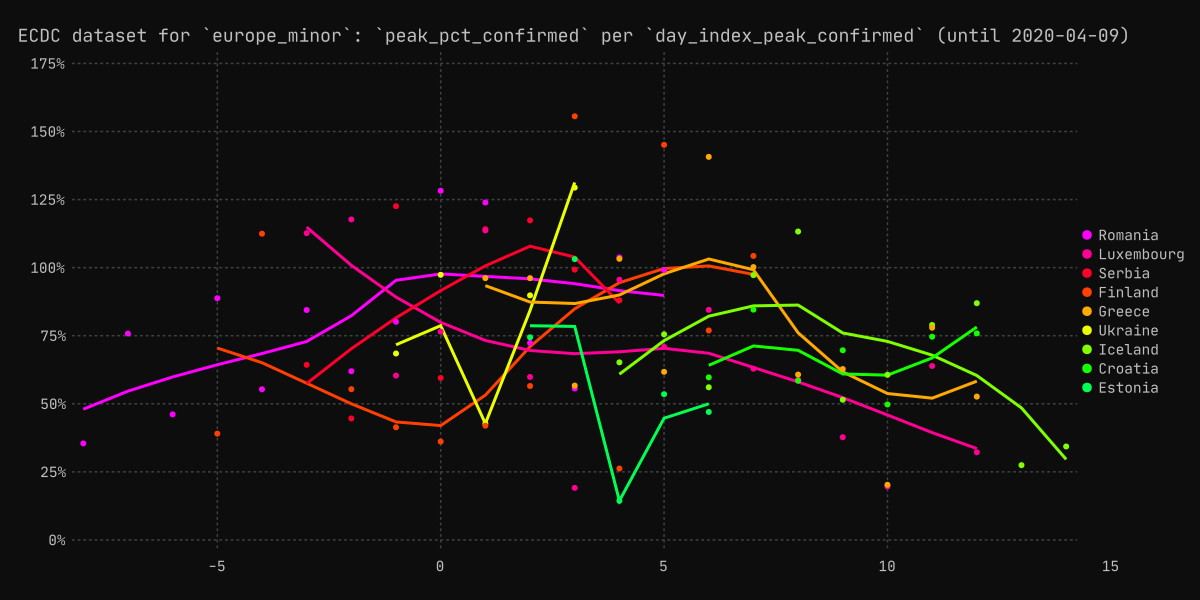 ECDC dataset for `europe_minor`: `peak_pct_confirmed` per `day_index_peak_confirmed` (until 2020-04-09)
175%
150%
125%
100%
75%
50%
25%
0%
-5
0
5
10
15
Romania
Luxembourg
Serbia
Finland
Greece
Ukraine
Iceland
Croatia
Estonia